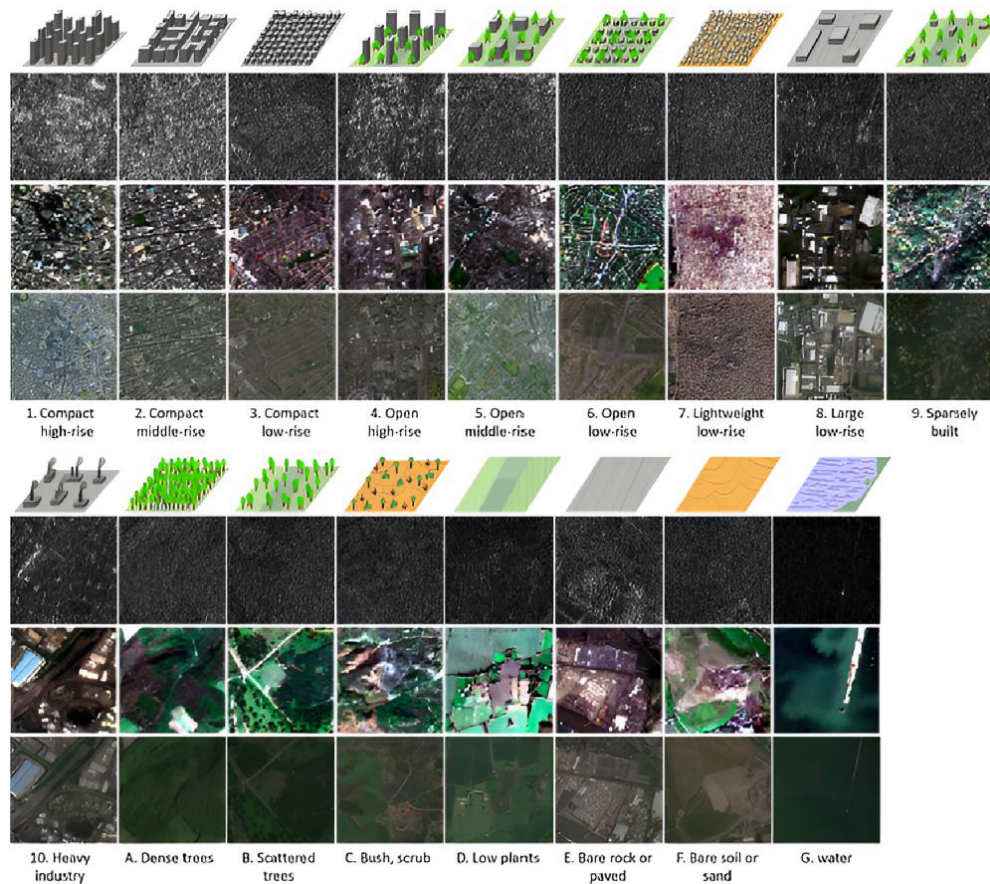 1. Compact high-rise
2. Compact middle-rise
3. Compact low-rise
4. Open high-rise
5. Open middle-rise
6. Open low-rise
7. Lightweight low-rise
8. Large low-rise
9. Sparsely built
10. Heavy industry
A. Dense trees
B. Scattered trees
C. Bush, scrub
D. Low plants
E. Bare rock or paved
F. Bare soil or sand
G. water